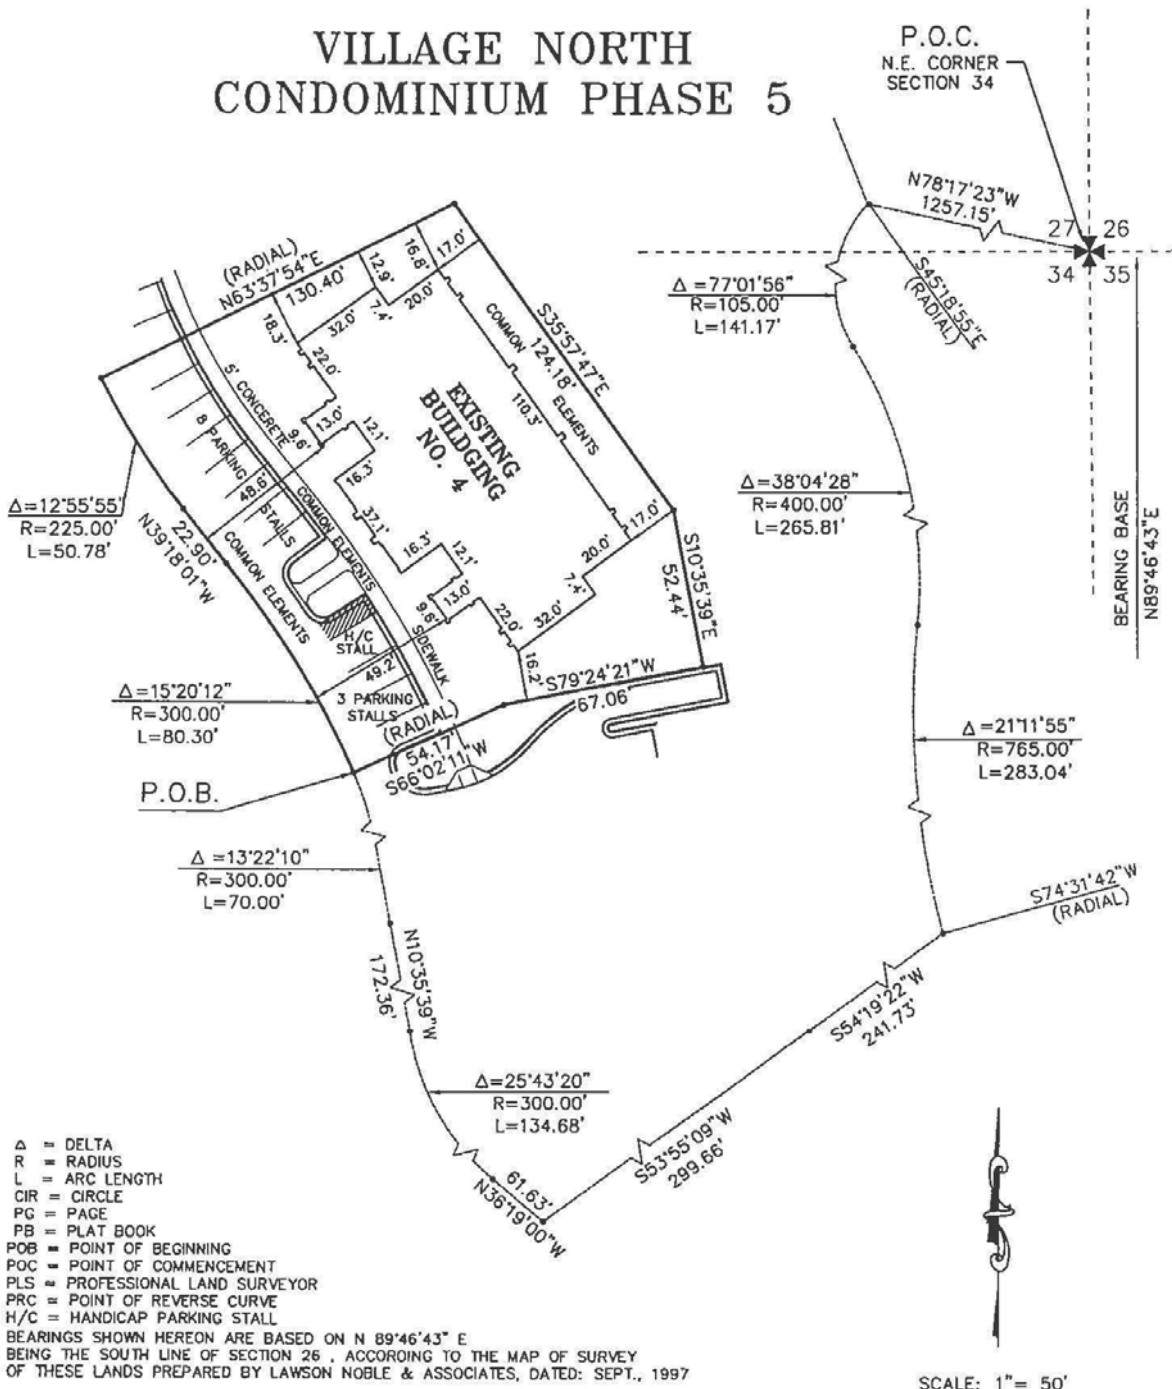 VILLAGE NORTH
CONDOMINIUM PHASE 5
P.O.C.
N.E. CORNER
SECTION 34
N78°17'23"W
1257.15'
27
26
34
35
S45°18'55"E
(RADIAL)
BEARING BASE
N89°46'43"E
Δ=77°01'56"
R=105.00'
L=141.17'
Δ=38°04'28"
R=400.00'
L=265.81'
Δ=21°11'55"
R=765.00'
L=283.04'
S74°31'42"W
(RADIAL)
S54°19'22"W
241.73'
S53°55'09"W
299.66'
61.63'
N36°19'00"W
Δ=25°43'20"
R=300.00'
L=134.68'
N10°35'39"W
172.36'
Δ=13°22'10"
R=300.00'
L=70.00'
P.O.B.
Δ=15°20'12"
R=300.00'
L=80.30'
22.90'
N39°18'01"W
Δ=12°55'55"
R=225.00'
L=50.78'
(RADIAL)
N63°37'54"E
130.40'
S35°57'47"E
124.18'
S10°35'39"E
52.44'
S79°24'21"W
67.06'
(RADIAL)
54.17'
S66°02'11"W
18.3'
32.0'
12.9'
7.4'
20.0'
16.8'
17.0'
COMMON ELEMENTS
110.3'
22.0'
13.0'
9.6'
12.1'
16.3'
37.1'
16.3'
12.1'
13.0'
9.6'
22.0'
32.0'
7.4'
20.0'
17.0'
16.2'
EXISTING
BUILDGING
NO. 4
5' CONCRETE
SIDEWALK
COMMON ELEMENTS
8 PARKING
STALLS
48.6'
COMMON ELEMENTS
H/C
STALL
49.2'
3 PARKING
STALLS
Δ = DELTA
R = RADIUS
L = ARC LENGTH
CIR = CIRCLE
PG = PAGE
PB = PLAT BOOK
POB = POINT OF BEGINNING
POC = POINT OF COMMENCEMENT
PLS = PROFESSIONAL LAND SURVEYOR
PRC = POINT OF REVERSE CURVE
H/C = HANDICAP PARKING STALL
BEARINGS SHOWN HEREON ARE BASED ON N 89°46'43" E
BEING THE SOUTH LINE OF SECTION 26 , ACCORDING TO THE MAP OF SURVEY
OF THESE LANDS PREPARED BY LAWSON NOBLE & ASSOCIATES, DATED: SEPT., 1997
SCALE: 1"= 50'